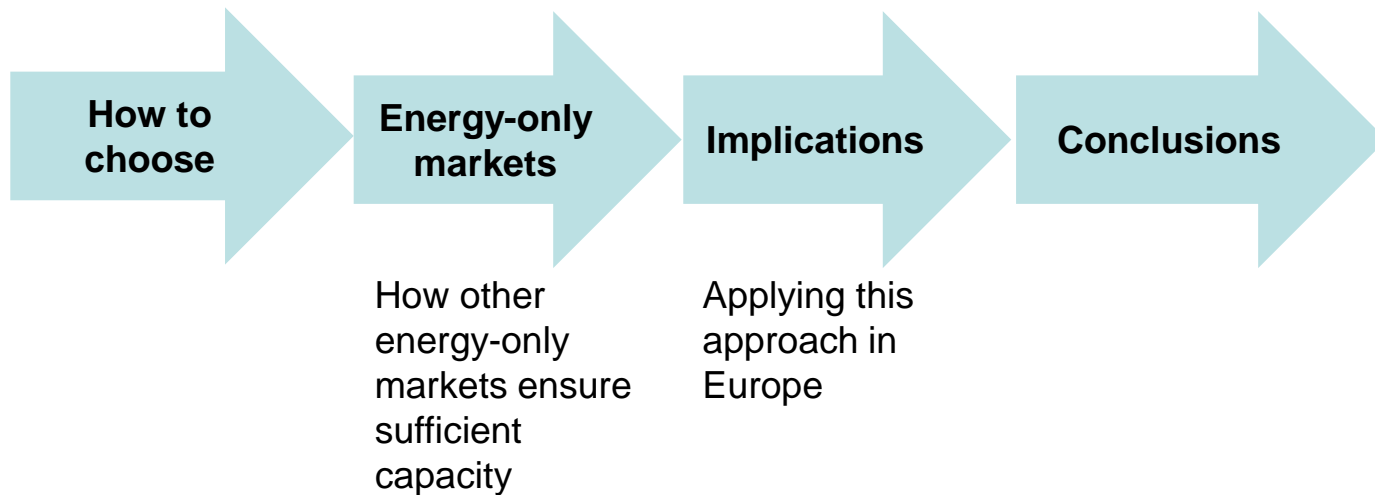 How to
choose
Energy-only
markets
Implications
Conclusions
How other
energy-only
markets ensure
sufficient
capacity
Applying this
approach in
Europe